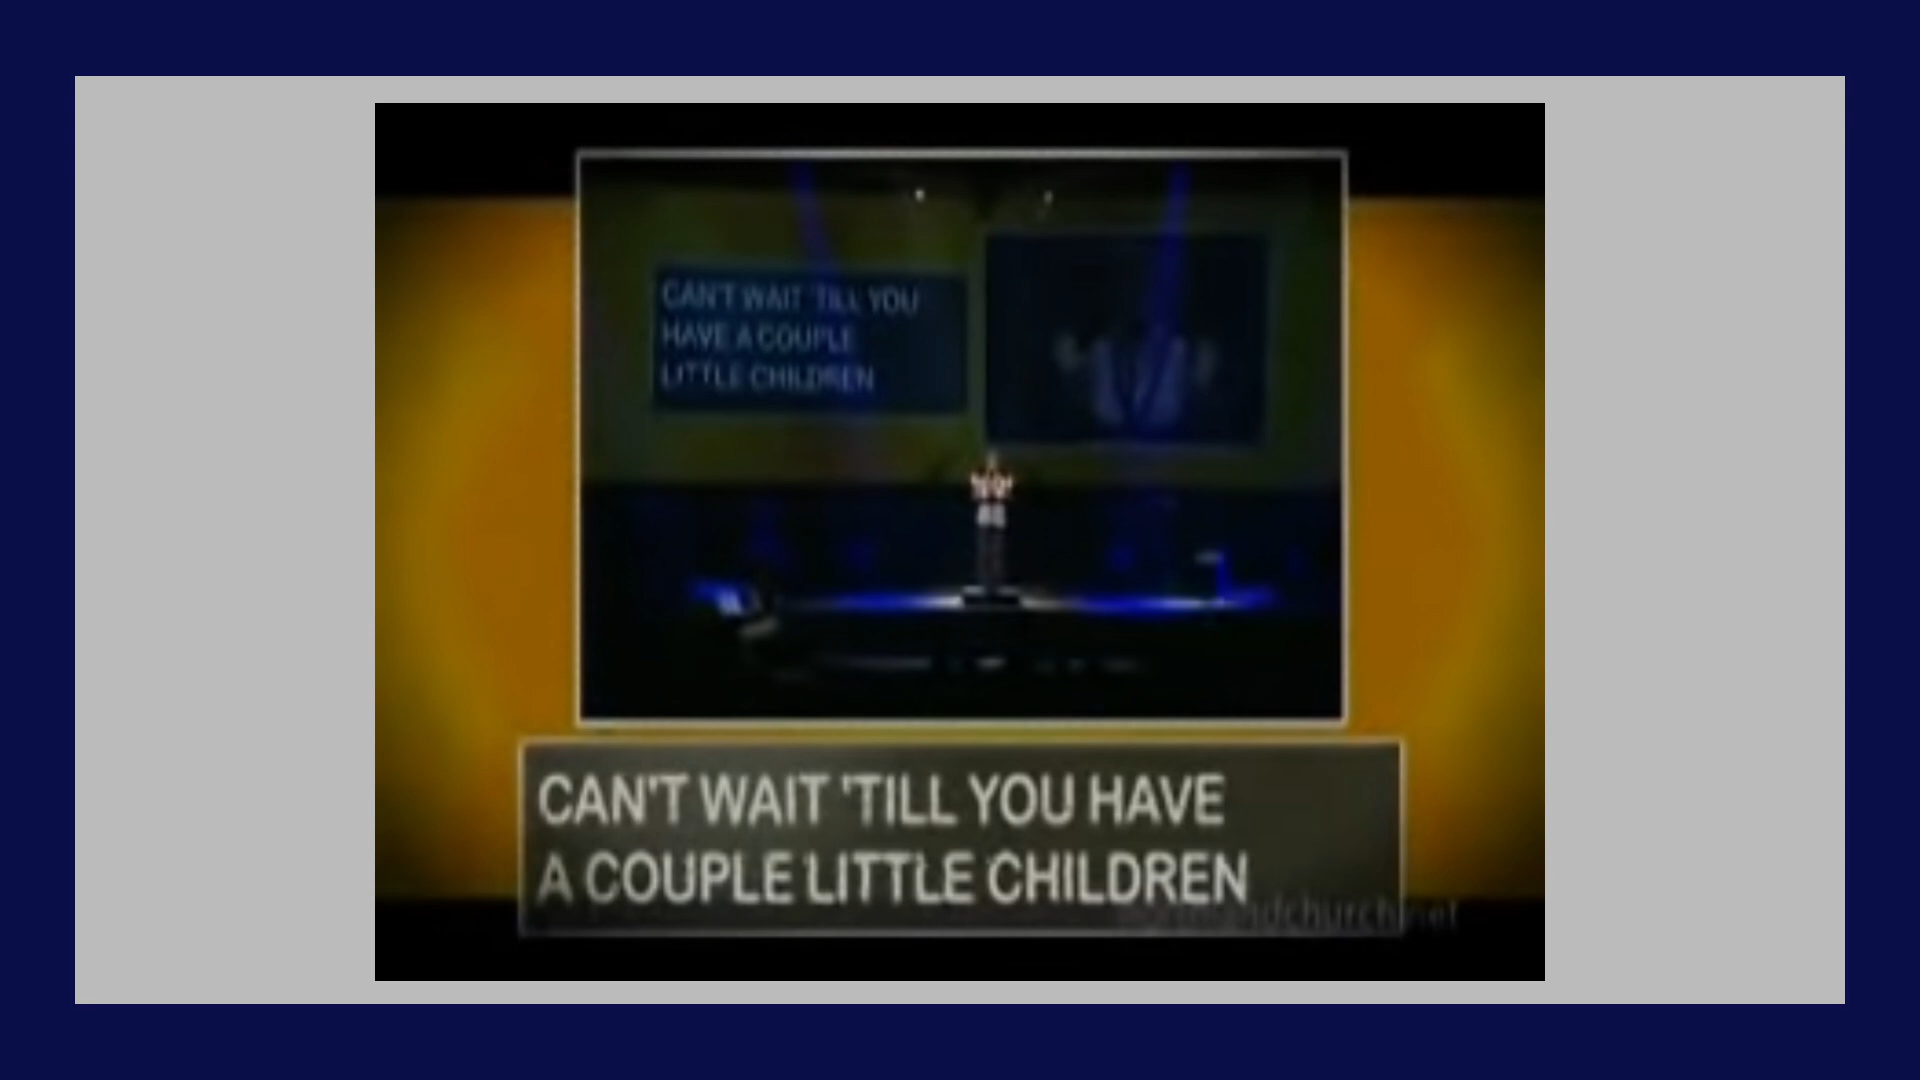 CAN'T WAIT 'TILL YOU
HAVE A COUPLE
LITTLE CHILDREN
CAN'T WAIT 'TILL YOU HAVE
A COUPLE LITTLE CHILDREN